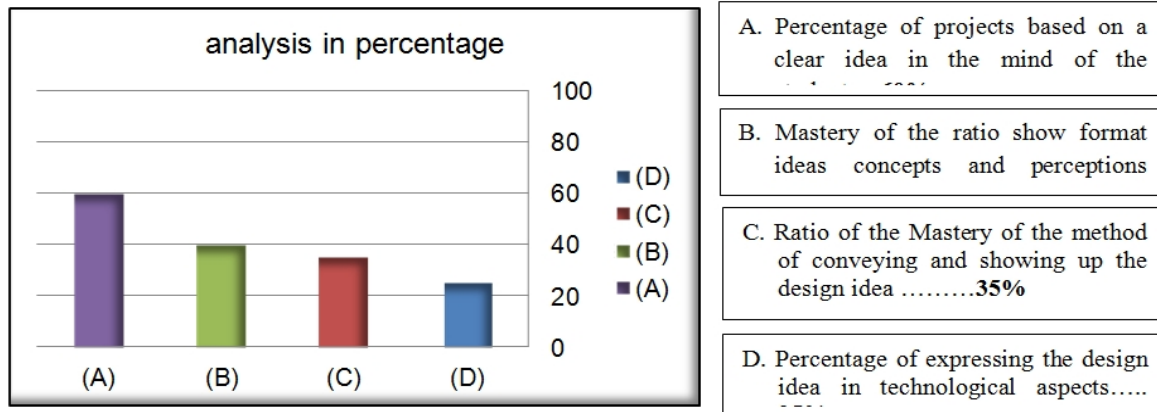 analysis in percentage
100
80
60
40
20
0
(A)
(B)
(C)
(D)
(D)
(C)
(B)
(A)
A. Percentage of projects based on a
clear idea in the mind of the
B. Mastery of the ratio show format
ideas concepts and perceptions
C. Ratio of the Mastery of the method
of conveying and showing up the
design idea .........35%
D. Percentage of expressing the design
idea in technological aspects.....